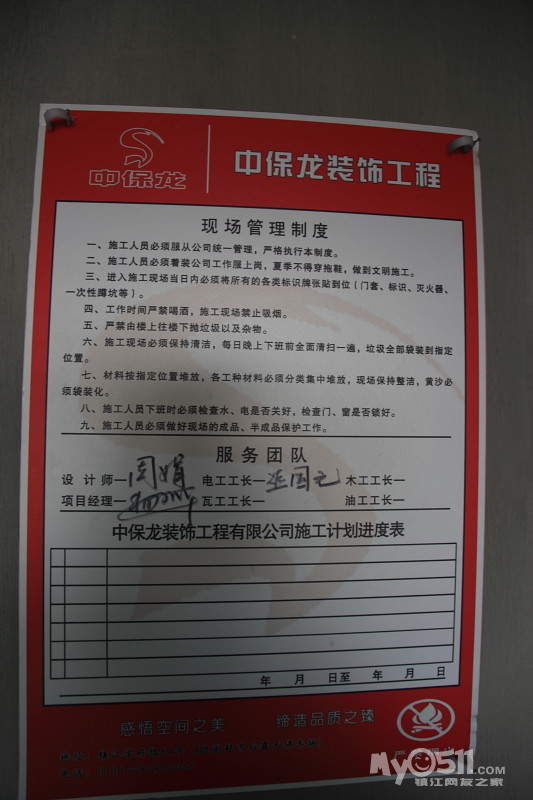 中保龙
中保龙装饰工程
现场管理制度
一、施工人员必须服从公司统一管理，严格执行本制度。
二、施工人员必须着装公司工作服上岗，夏季不得穿拖鞋，做到文明施工。
三、进入施工现场当日内必须将所有的各类标识牌张贴到位（门套、标识、灭火器、
一次性蹲坑等）。
四、工作时间严禁喝酒，施工现场禁止吸烟。
五、严禁由楼上往楼下抛垃圾以及杂物。
六、施工现场必须保持清洁，每日晚上下班前全面清扫一遍，垃圾全部袋装到指定
位置。
七、材料按指定位置堆放，各工种材料必须分类集中堆放，现场保持整洁，黄沙必
须袋装化。
八、施工人员下班时必须检查水、电是否关好，检查门、窗是否锁好。
九、施工人员必须做好现场的成品、半成品保护工作。
服务团队
设计师—周娟 电工工长— 木工工长—
项目经理— 瓦工工长— 油工工长—
中保龙装饰工程有限公司施工计划进度表
年 月 日至 年 月 日
感悟空间之美 缔造品质之臻
My0511.com
镇江网友之家